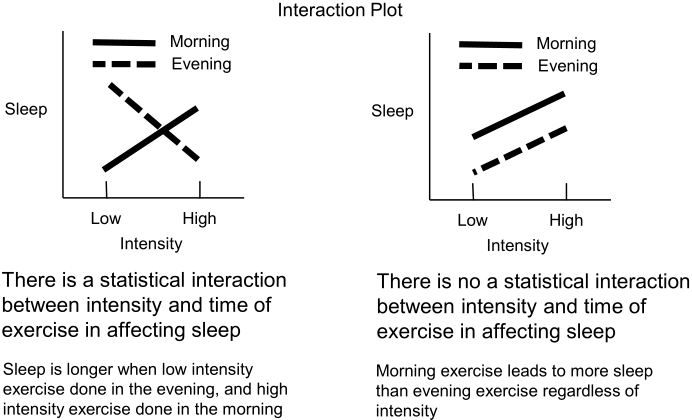 Interaction Plot
Morning
Evening
Sleep
Low
High
Intensity
There is a statistical interaction
between intensity and time of
exercise in affecting sleep
Sleep is longer when low intensity
exercise done in the evening, and high
intensity exercise done in the morning
Morning
Evening
Sleep
Low
High
Intensity
There is no a statistical interaction
between intensity and time of
exercise in affecting sleep
Morning exercise leads to more sleep
than evening exercise regardless of
intensity